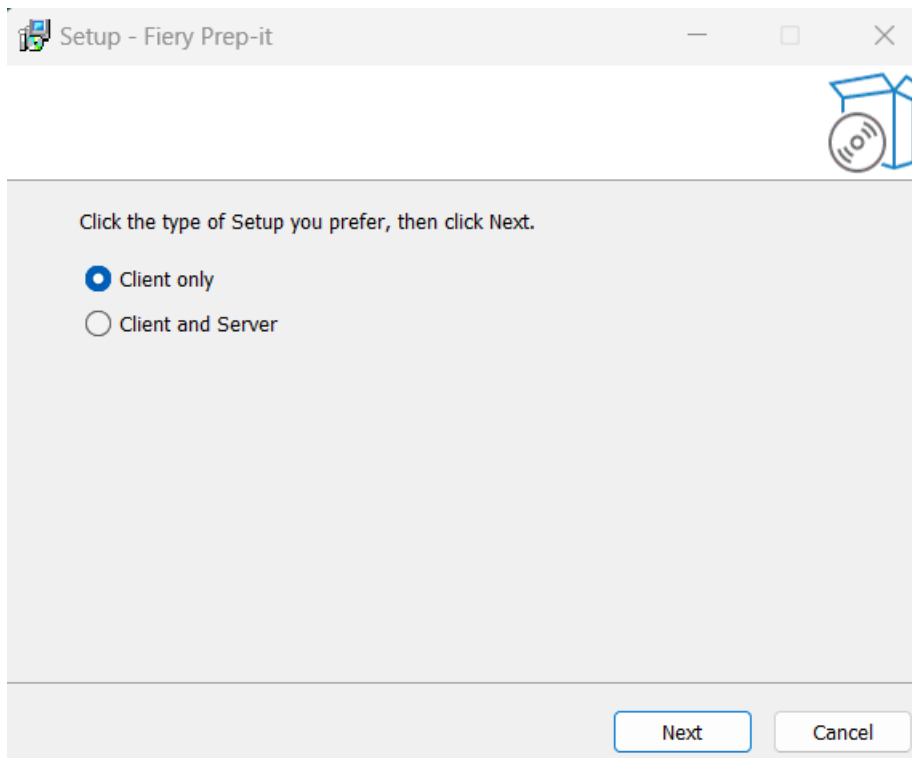 Setup - Fiery Prep-it
Click the type of Setup you prefer, then click Next.
Client only
Client and Server
Next
Cancel